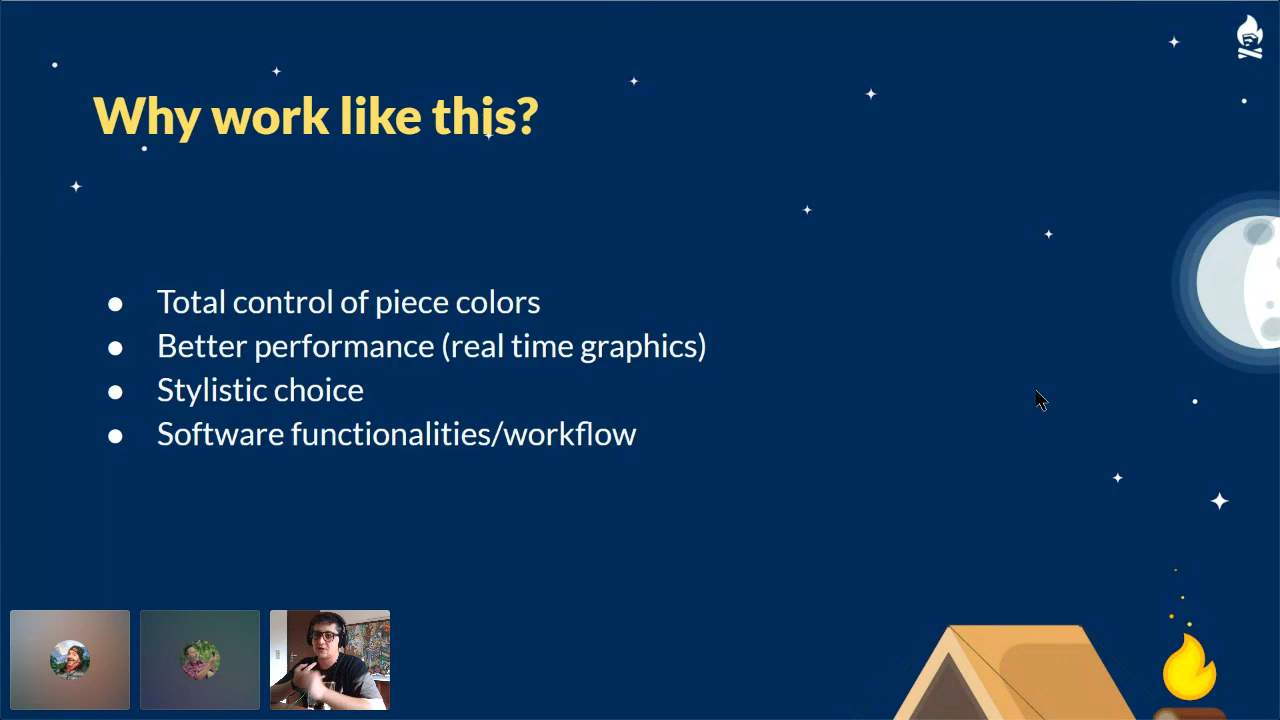 Why work like this?
● Total control of piece colors
● Better performance (real time graphics)
● Stylistic choice
● Software functionalities/workflow